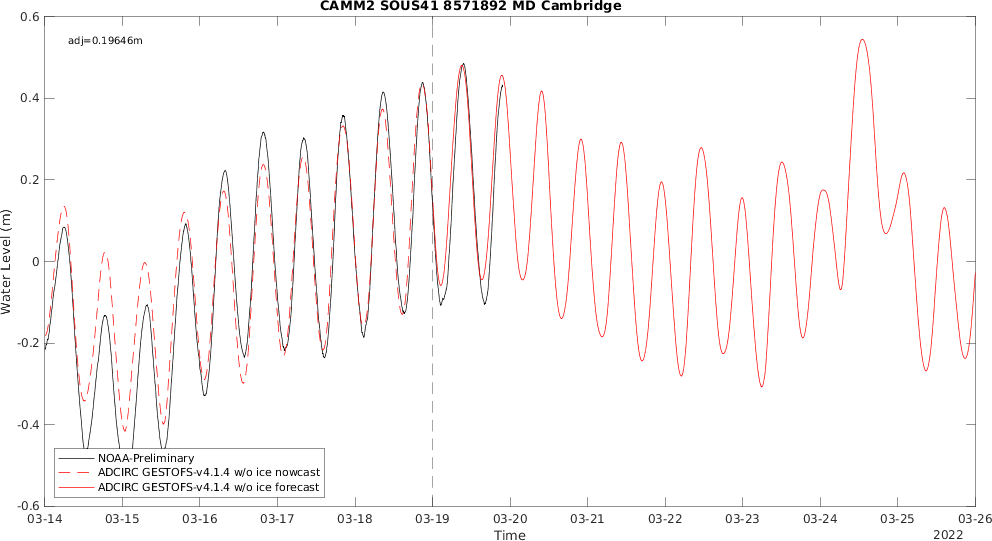 CAMM2 SOUS41 8571892 MD Cambridge
adj=0.19646m
0.6
0.4
0.2
0
-0.2
-0.4
-0.6
Water Level (m)
NOAA-Preliminary
ADCIRC GESTOFS-v4.1.4 w/o ice nowcast
ADCIRC GESTOFS-v4.1.4 w/o ice forecast
03-14 03-15 03-16 03-17 03-18 03-19 03-20 03-21 03-22 03-23 03-24 03-25 03-26
Time
2022